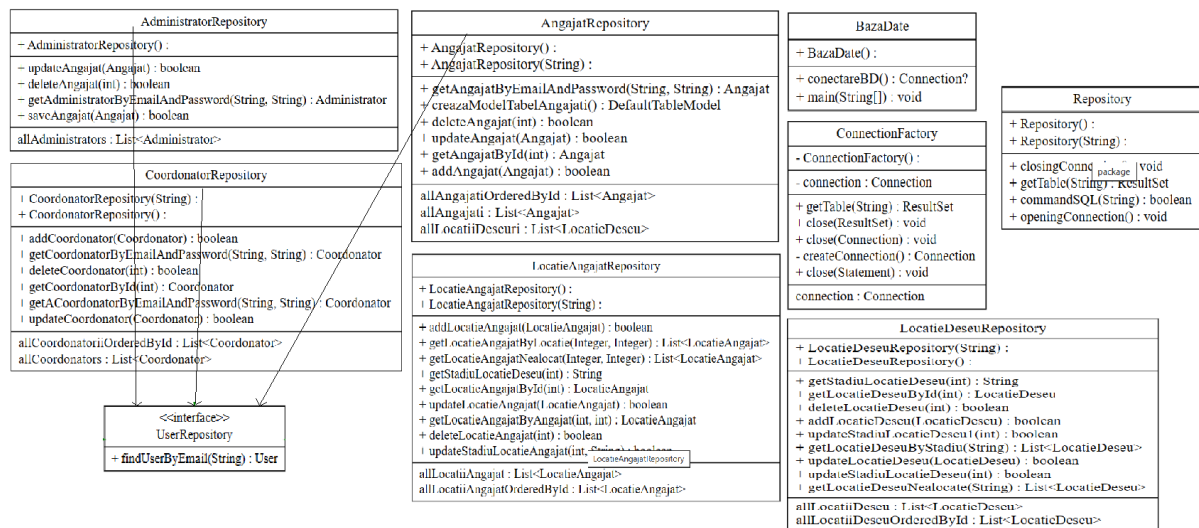 AdministratorRepository
+ AdministratorRepository() :
+ updateAngajat(Angajat) : boolean
+ deleteAngajat(int) : boolean
+ getAdministratorByEmailAndPassword(String, String) : Administrator
+ saveAngajat(Angajat) : boolean
allAdministrators : List<Administrator>
CoordonatorRepository
+ CoordonatorRepository(String) :
+ CoordonatorRepository() :
+ addCoordonator(Coordonator) : boolean
+ getCoordonatorByEmailAndPassword(String, String) : Coordonator
+ deleteCoordonator(int) : boolean
+ getCoordonatorById(int) : Coordonator
+ getACoordonatorByEmailAndPassword(String, String) : Coordonator
+ updateCoordonator(Coordonator) : boolean
allCoordonatoriiOrderedById : List<Coordonator>
allCoordonators : List<Coordonator>
<<interface>>
UserRepository
+ findUserByEmail(String) : User
AngajatRepository
+ AngajatRepository() :
+ AngajatRepository(String) :
+ getAngajatByEmailAndPassword(String, String) : Angajat
+ creazaModelTabelAngajati() : DefaultTableModel
+ deleteAngajat(int) : boolean
+ updateAngajat(Angajat) : boolean
+ getAngajatById(int) : Angajat
+ addAngajat(Angajat) : boolean
allAngajatiOrderedById : List<Angajat>
allAngajati : List<Angajat>
allLocatiiDeseuri : List<LocatieDeseu>
LocatieAngajatRepository
+ LocatieAngajatRepository() :
+ LocatieAngajatRepository(String) :
+ addLocatieAngajat(LocatieAngajat) : boolean
+ getLocatieAngajatByLocatie(Integer, Integer) : List<LocatieAngajat>
+ getLocatieAngajatNealocat(Integer, Integer) : List<LocatieAngajat>
+ getStadiuLocatieDeseu(int) : String
+ getLocatieAngajatById(int) : LocatieAngajat
+ updateLocatieAngajat(LocatieAngajat) : boolean
+ getLocatieAngajatByAngajat(int, int) : LocatieAngajat
+ deleteLocatieAngajat(int) : boolean
+ updateStadiuLocatieAngajat(int, String) : boolean
LocatieAngajatRepository
allLocatiiAngajat : List<LocatieAngajat>
allLocatiiAngajatOrderedById : List<LocatieAngajat>
BazaDate
+ BazaDate() :
+ conectareBD() : Connection?
+ main(String[]) : void
ConnectionFactory
- ConnectionFactory() :
- connection : Connection
+ getTable(String) : ResultSet
+ close(ResultSet) : void
+ close(Connection) : void
- createConnection() : Connection
+ close(Statement) : void
connection : Connection
Repository
+ Repository() :
+ Repository(String) :
+ closingConne void
package
+ getTable(String) : ResultSet
+ commandSQL(String) : boolean
+ openingConnection() : void
LocatieDeseuRepository
+ LocatieDeseuRepository(String) :
+ LocatieDeseuRepository() :
+ getStadiuLocatieDeseu(int) : String
+ getLocatieDeseuById(int) : LocatieDeseu
+ deleteLocatieDeseu(int) : boolean
+ addLocatieDeseu(LocatieDeseu) : boolean
+ updateStadiuLocatieDeseu1(int) : boolean
+ getLocatieDeseuByStadiu(String) : List<LocatieDeseu>
+ updateLocatieDeseu(LocatieDeseu) : boolean
+ updateStadiuLocatieDeseu(int) : boolean
+ getLocatieDeseuNealocate(String) : List<LocatieDeseu>
allLocatiiDeseu : List<LocatieDeseu>
allLocatiiDeseuOrderedById : List<LocatieDeseu>